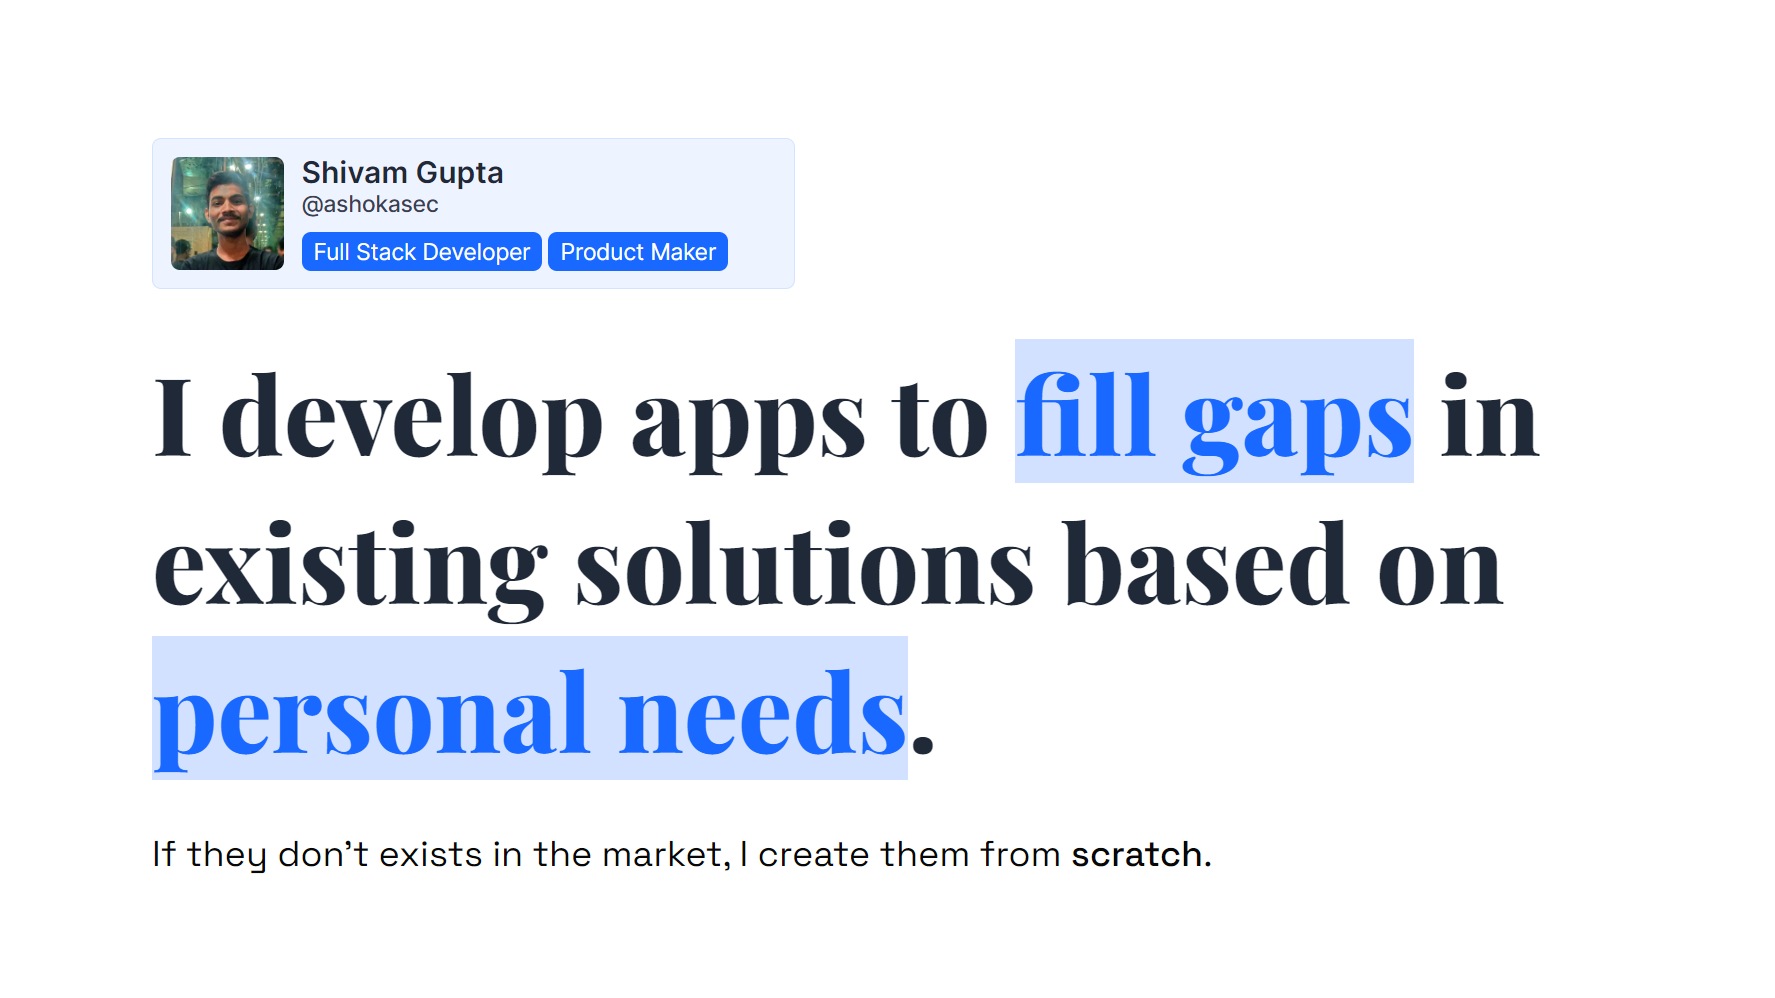 Shivam Gupta
@ashokasec
Full Stack Developer Product Maker
I develop apps to fill gaps in
existing solutions based on
personal needs.
If they don't exists in the market, I create them from scratch.